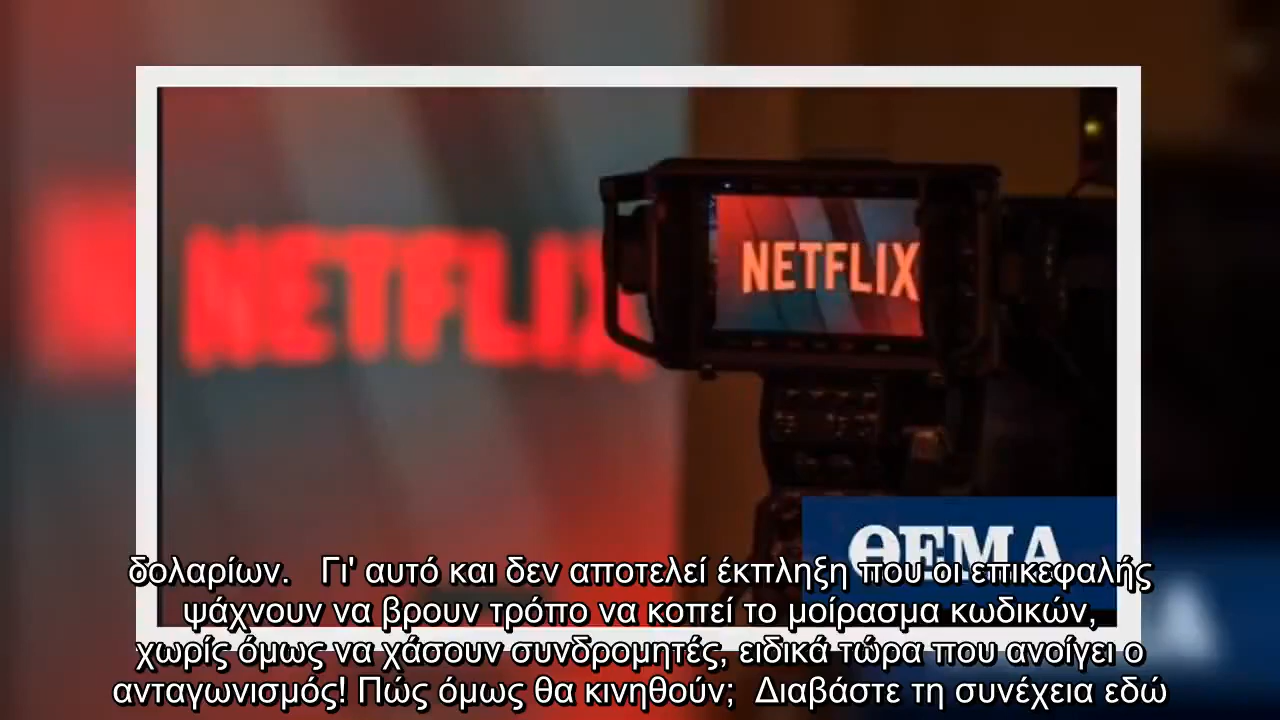 NETFLIX
NETFLIX
ΘΕΜΑ
δολαρίων. Γι' αυτό και δεν αποτελεί έκπληξη που οι επικεφαλής
ψάχνουν να βρουν τρόπο να κοπεί το μοίρασμα κωδικών,
χωρίς όμως να χάσουν συνδρομητές, ειδικά τώρα που ανοίγει ο
ανταγωνισμός! Πώς όμως θα κινηθούν; Διαβάστε τη συνέχεια εδώ